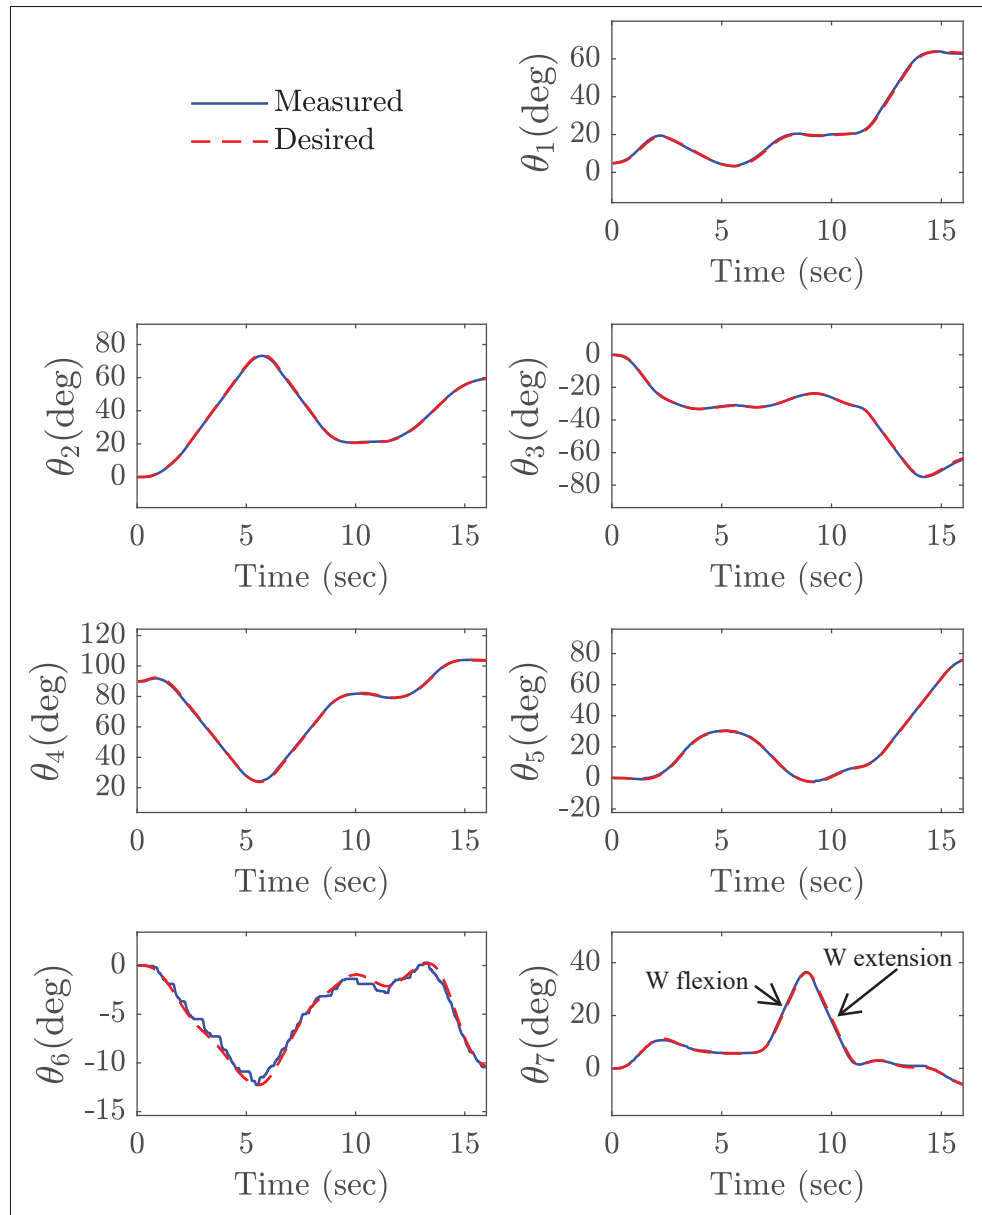 Measured
Desired
θ1(deg)
60
40
20
0
0 5 10 15
Time (sec)
θ2(deg)
80
60
40
20
0
0 5 10 15
Time (sec)
θ3(deg)
0
-20
-40
-60
-80
0 5 10 15
Time (sec)
θ4(deg)
120
100
80
60
40
20
0 5 10 15
Time (sec)
θ5(deg)
80
60
40
20
0
-20
0 5 10 15
Time (sec)
θ6(deg)
0
-5
-10
-15
0 5 10 15
Time (sec)
θ7(deg)
40
20
0
W flexion
W extension
0 5 10 15
Time (sec)